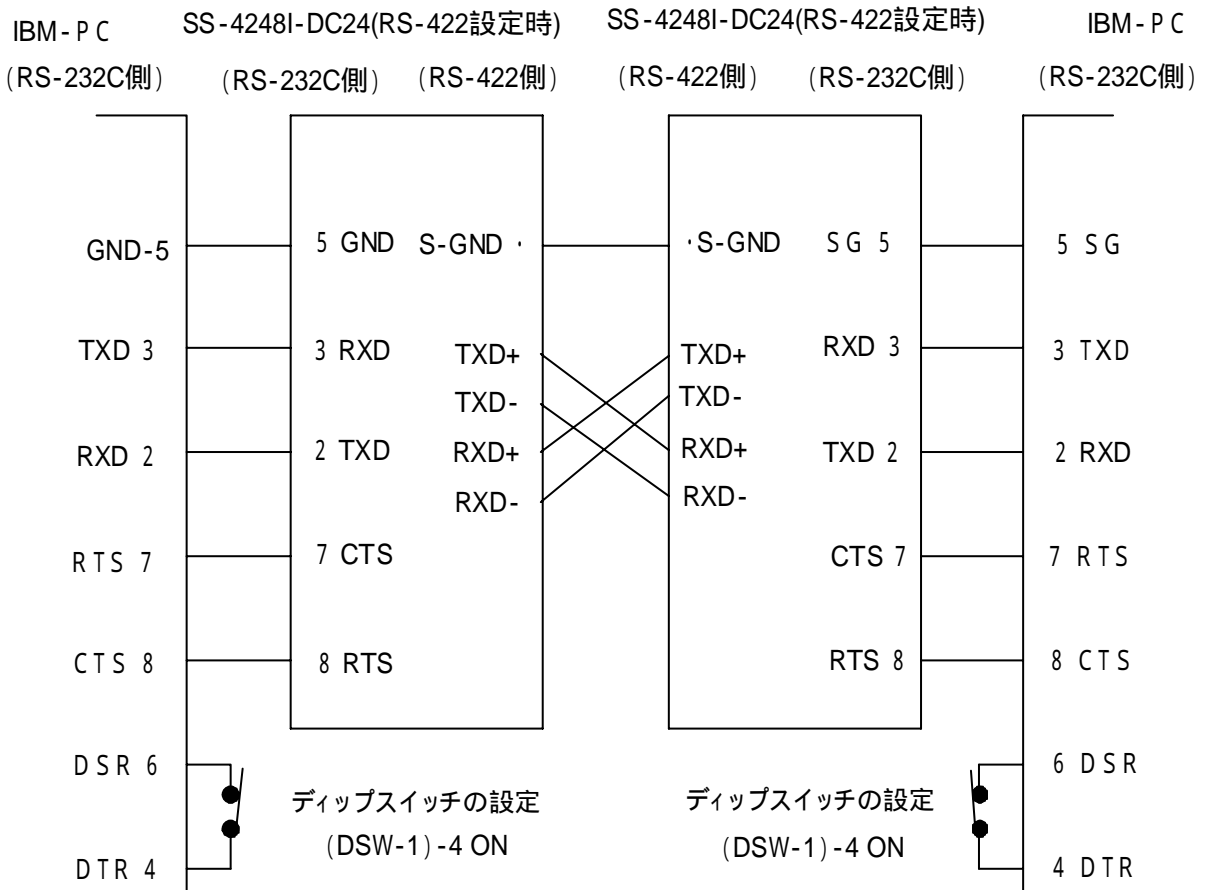 IBM-PC SS-4248I-DC24(RS-422設定時) SS-4248I-DC24(RS-422設定時) IBM-PC
(RS-232C側) (RS-232C側) (RS-422側) (RS-422側) (RS-232C側) (RS-232C側)
GND-5 5 GND S-GND · ·S-GND SG 5 5 SG
TXD 3 3 RXD TXD+ TXD+ RXD 3 3 TXD
TXD- TXD-
RXD 2 2 TXD RXD+ RXD+ TXD 2 2 RXD
RXD- RXD-
RTS 7 7 CTS CTS 7 7 RTS
CTS 8 8 RTS RTS 8 8 CTS
DSR 6 6 DSR
ディップスイッチの設定 ディップスイッチの設定
(DSW-1)-4 ON (DSW-1)-4 ON
DTR 4 4 DTR